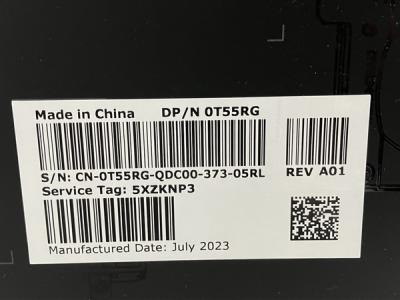 Made in China DP/N 0T55RG
S/N: CN-0T55RG-QDC00-373-05RL REV A01
Service Tag: 5XZKNP3
Manufactured Date: July 2023